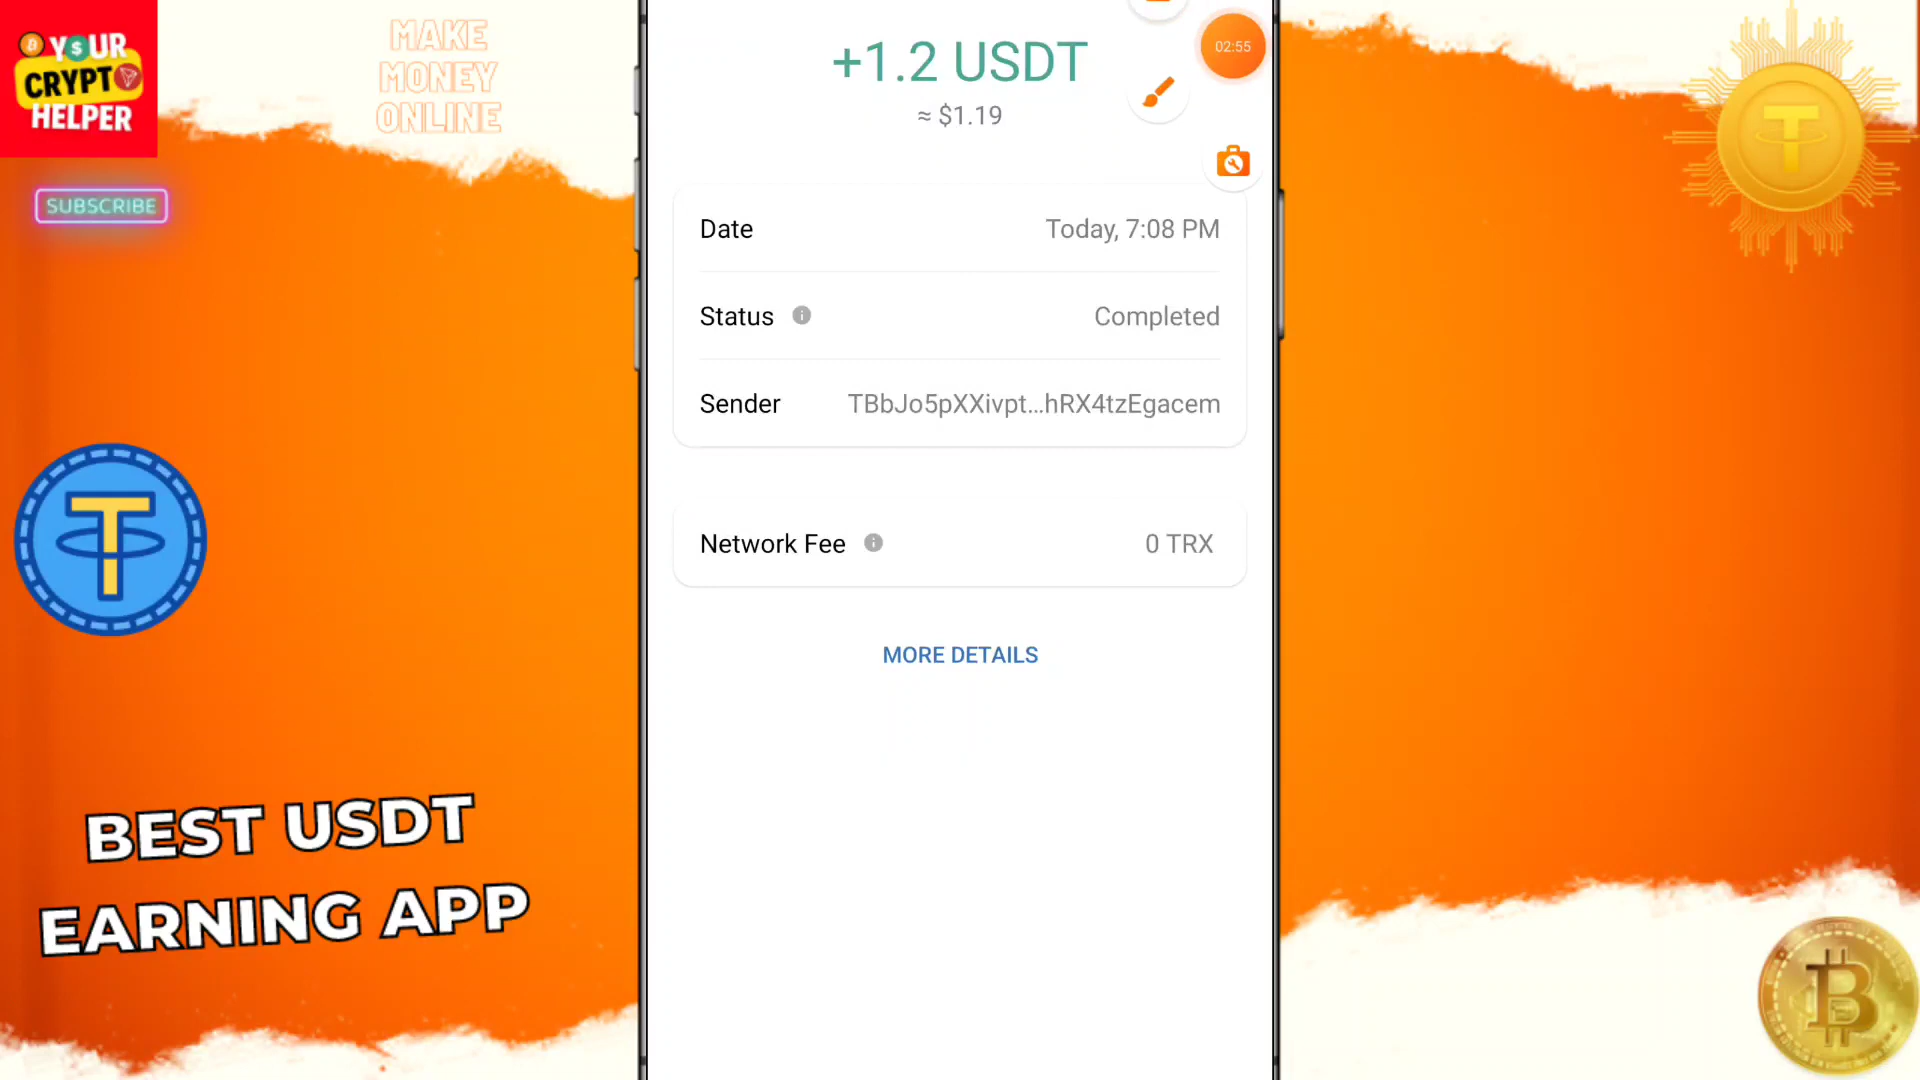 YOUR
CRYPTO
HELPER
SUBSCRIBE
MAKE
MONEY
ONLINE
+1.2 USDT
≈ $1.19
02:55
Date Today, 7:08 PM
Status Completed
Sender TBbJo5pXXivpt...hRX4tzEgacem
Network Fee 0 TRX
MORE DETAILS
BEST USDT
EARNING APP